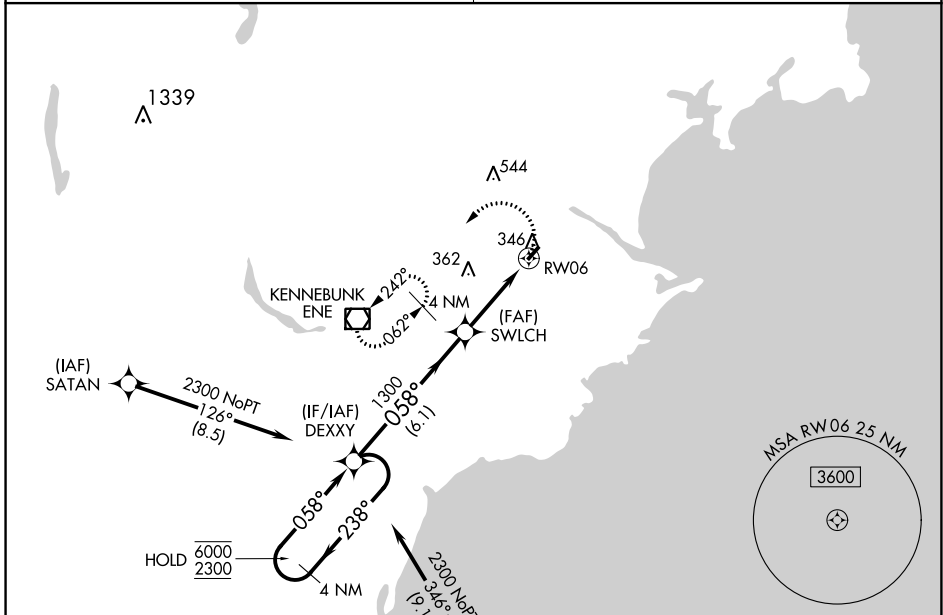 1339
544
346
RW06
362
KENNEBUNK
ENE
242°
062°
4 NM
(FAF)
SWLCH
(IAF)
SATAN
2300 NoPT
126°
(8.5)
(IF/IAF)
DEXXY
1300
058°
(6.1)
058°
238°
HOLD 6000
2300
4 NM
2300 NoPT
346°
MSA RW06 25 NM
3600